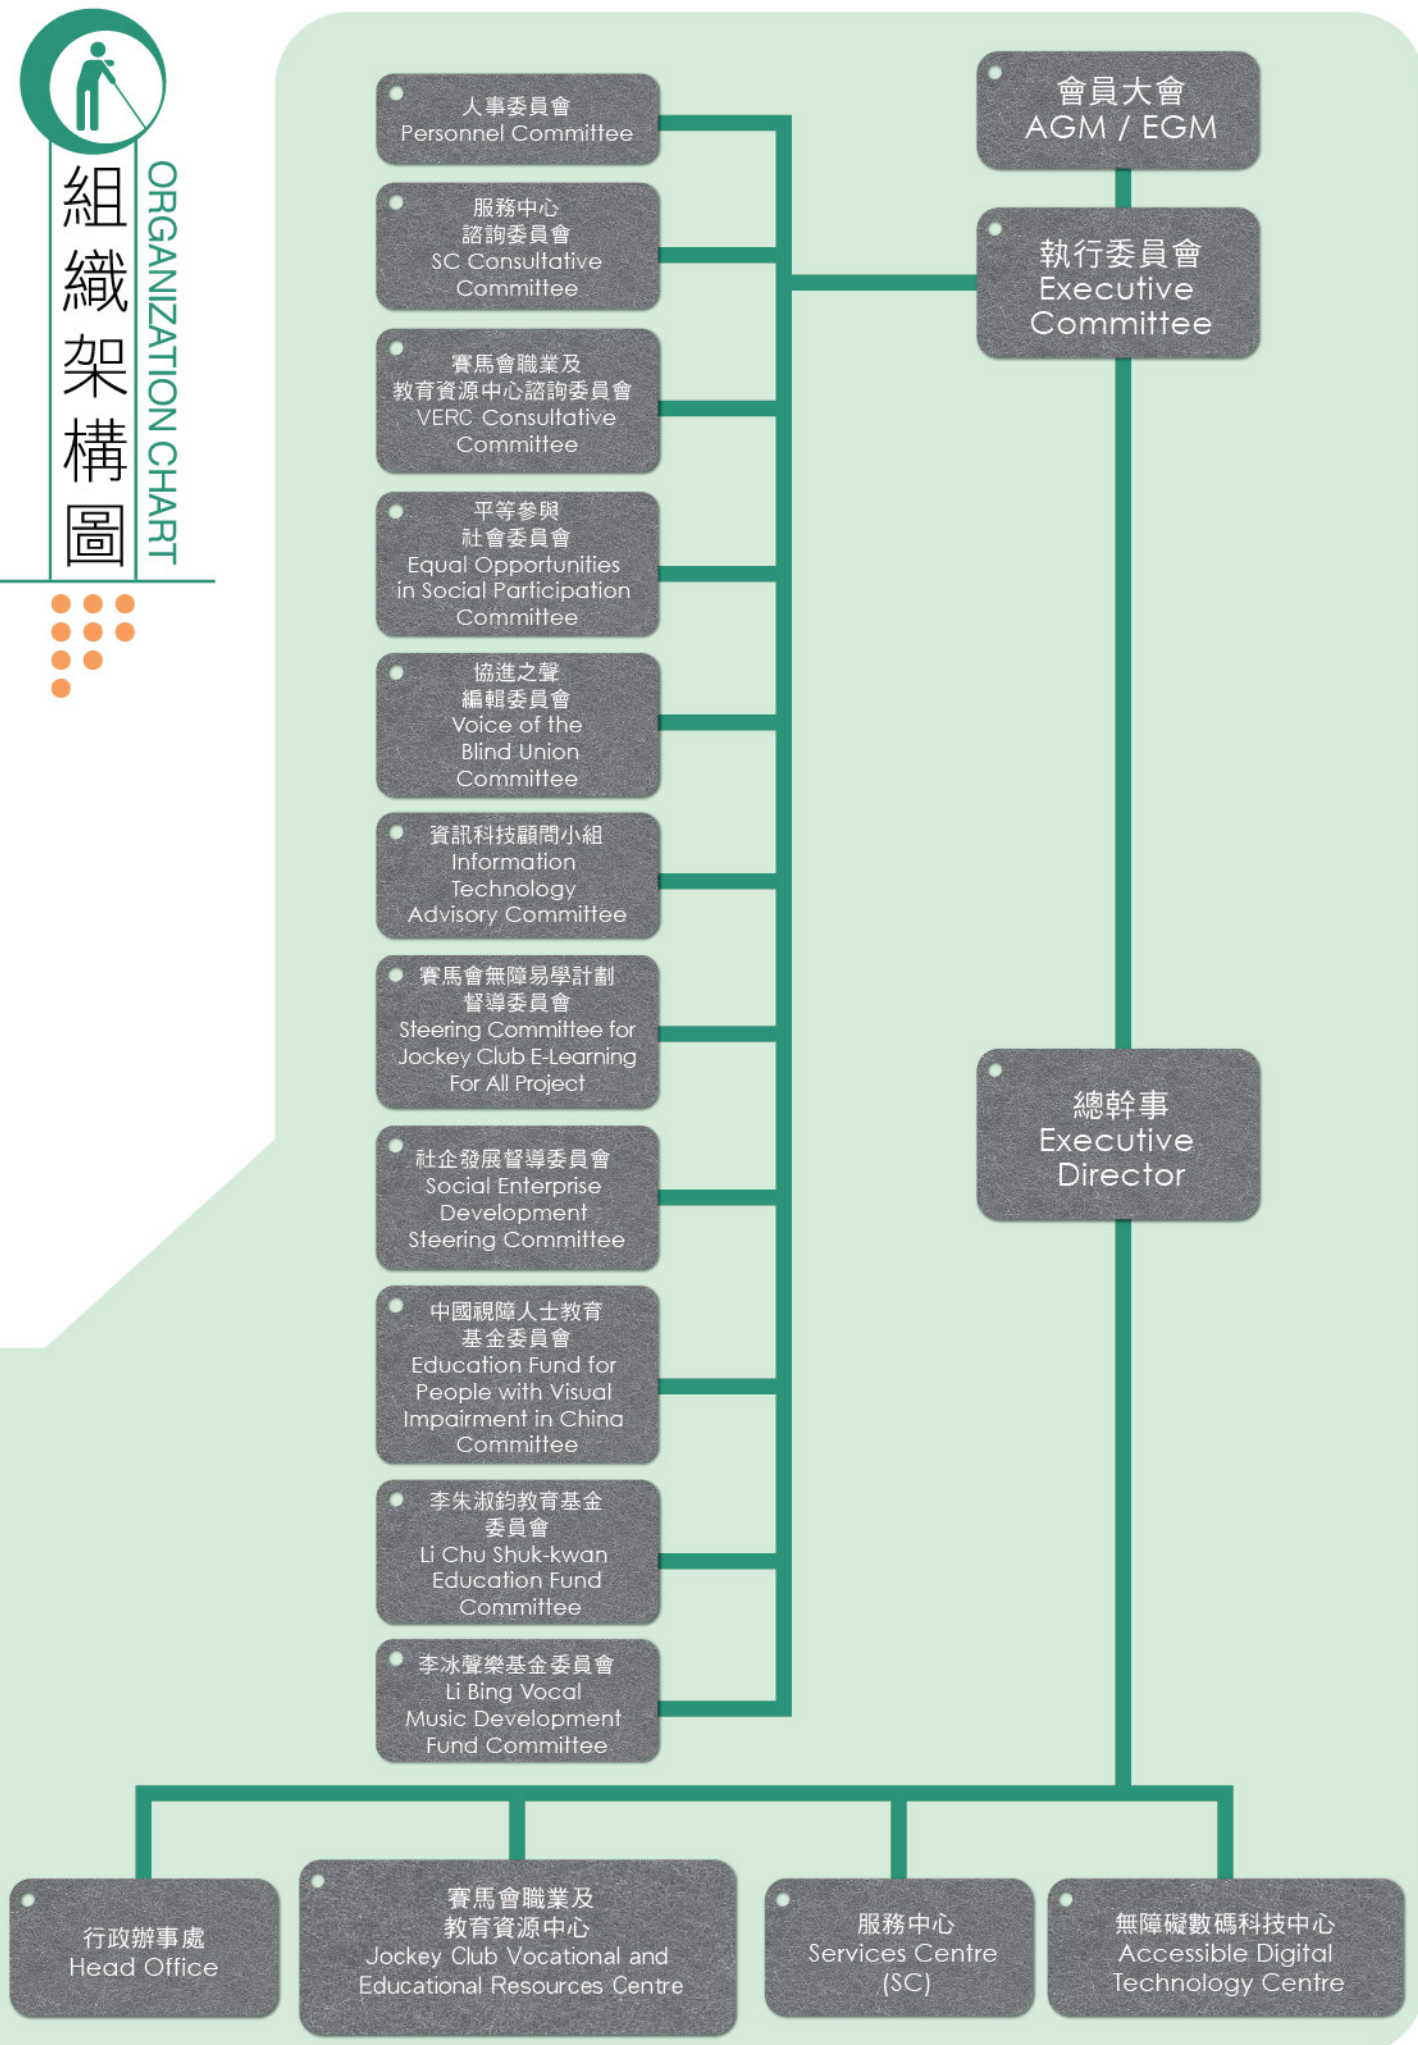 組織架構圖
ORGANIZATION CHART
會員大會
AGM / EGM
執行委員會
Executive
Committee
人事委員會
Personnel Committee
服務中心
諮詢委員會
SC Consultative
Committee
賽馬會職業及
教育資源中心諮詢委員會
VERC Consultative
Committee
平等參與
社會委員會
Equal Opportunities
in Social Participation
Committee
協進之聲
編輯委員會
Voice of the
Blind Union
Committee
資訊科技顧問小組
Information
Technology
Advisory Committee
賽馬會無障易學計劃
督導委員會
Steering Committee for
Jockey Club E-Learning
For All Project
社企發展督導委員會
Social Enterprise
Development
Steering Committee
中國視障人士教育
基金委員會
Education Fund for
People with Visual
Impairment in China
Committee
李朱淑鈞教育基金
委員會
Li Chu Shuk-kwan
Education Fund
Committee
李冰聲樂基金委員會
Li Bing Vocal
Music Development
Fund Committee
總幹事
Executive
Director
行政辦事處
Head Office
賽馬會職業及
教育資源中心
Jockey Club Vocational and
Educational Resources Centre
服務中心
Services Centre
(SC)
無障礙數碼科技中心
Accessible Digital
Technology Centre